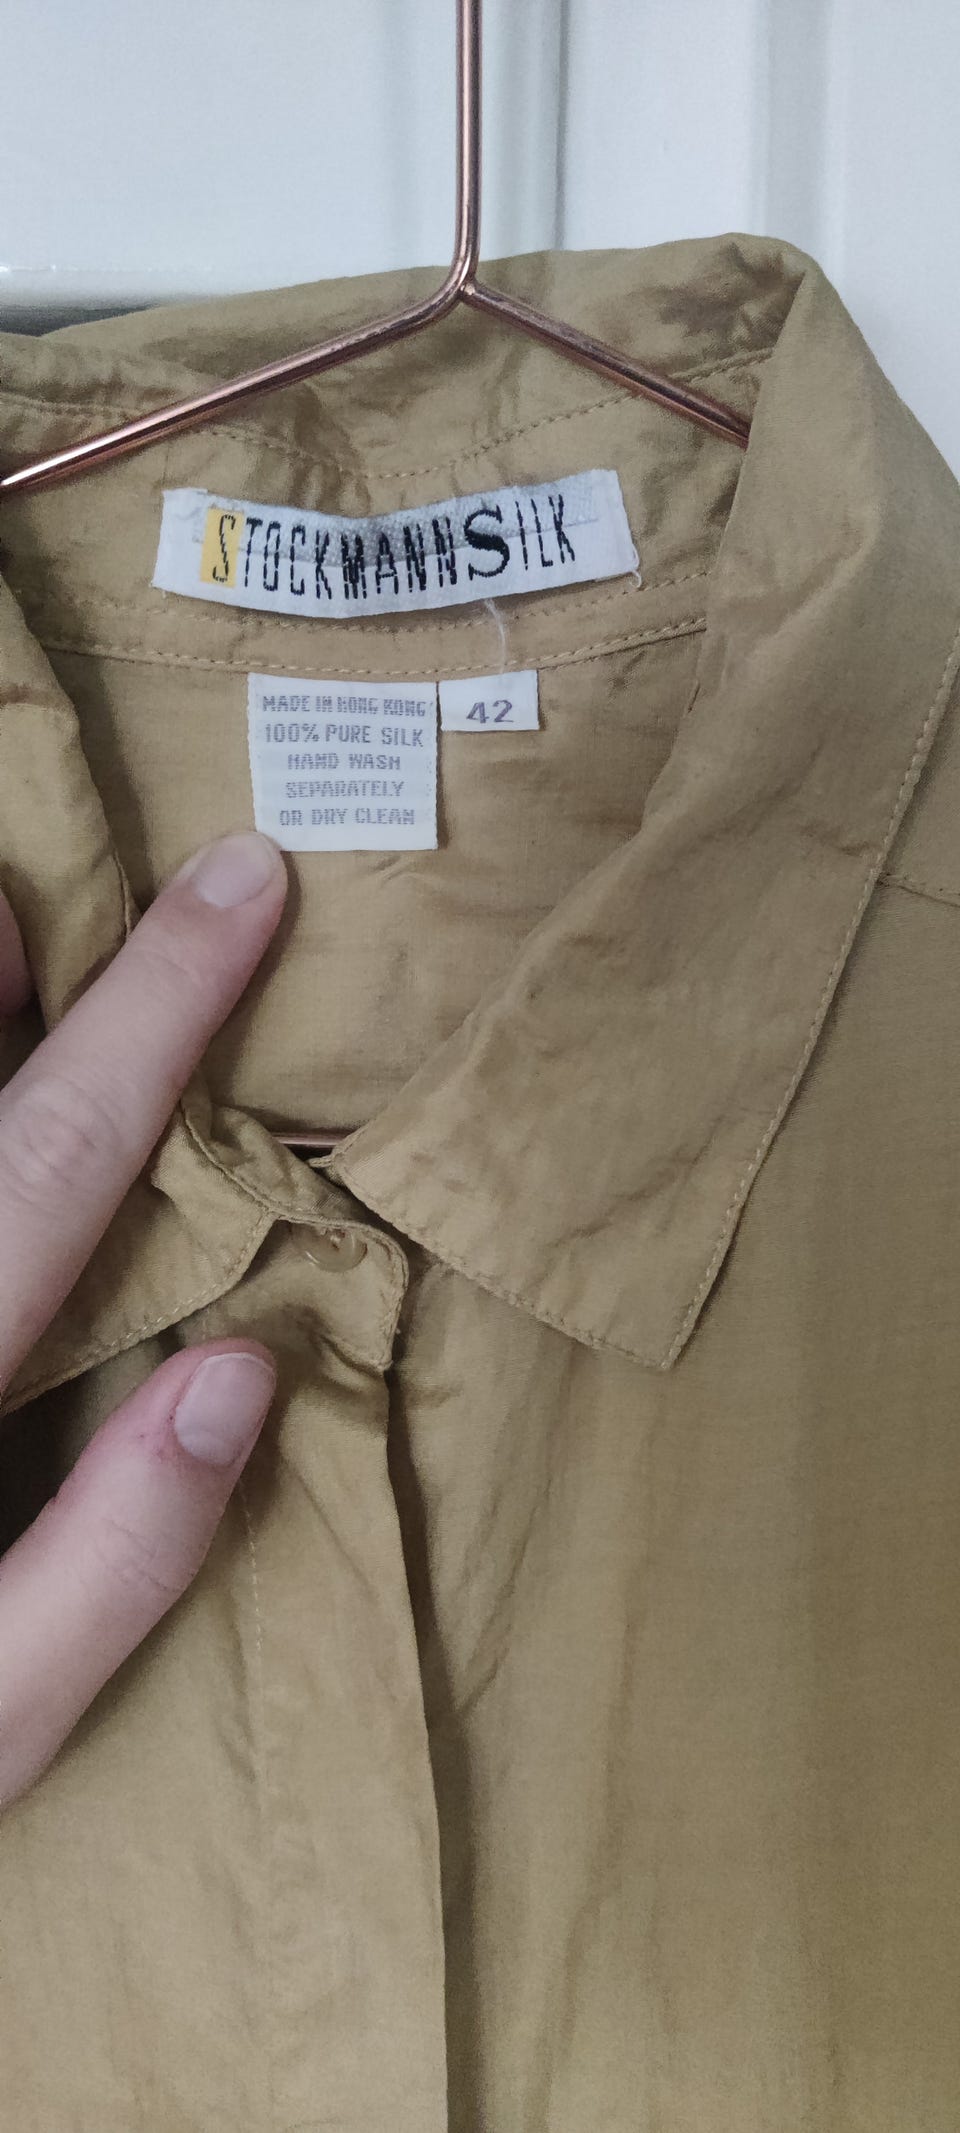 STOCKMANNSILK
MADE IN HONG KONG
42
100% PURE SILK
HAND WASH
SEPARATELY
OR DRY CLEAN